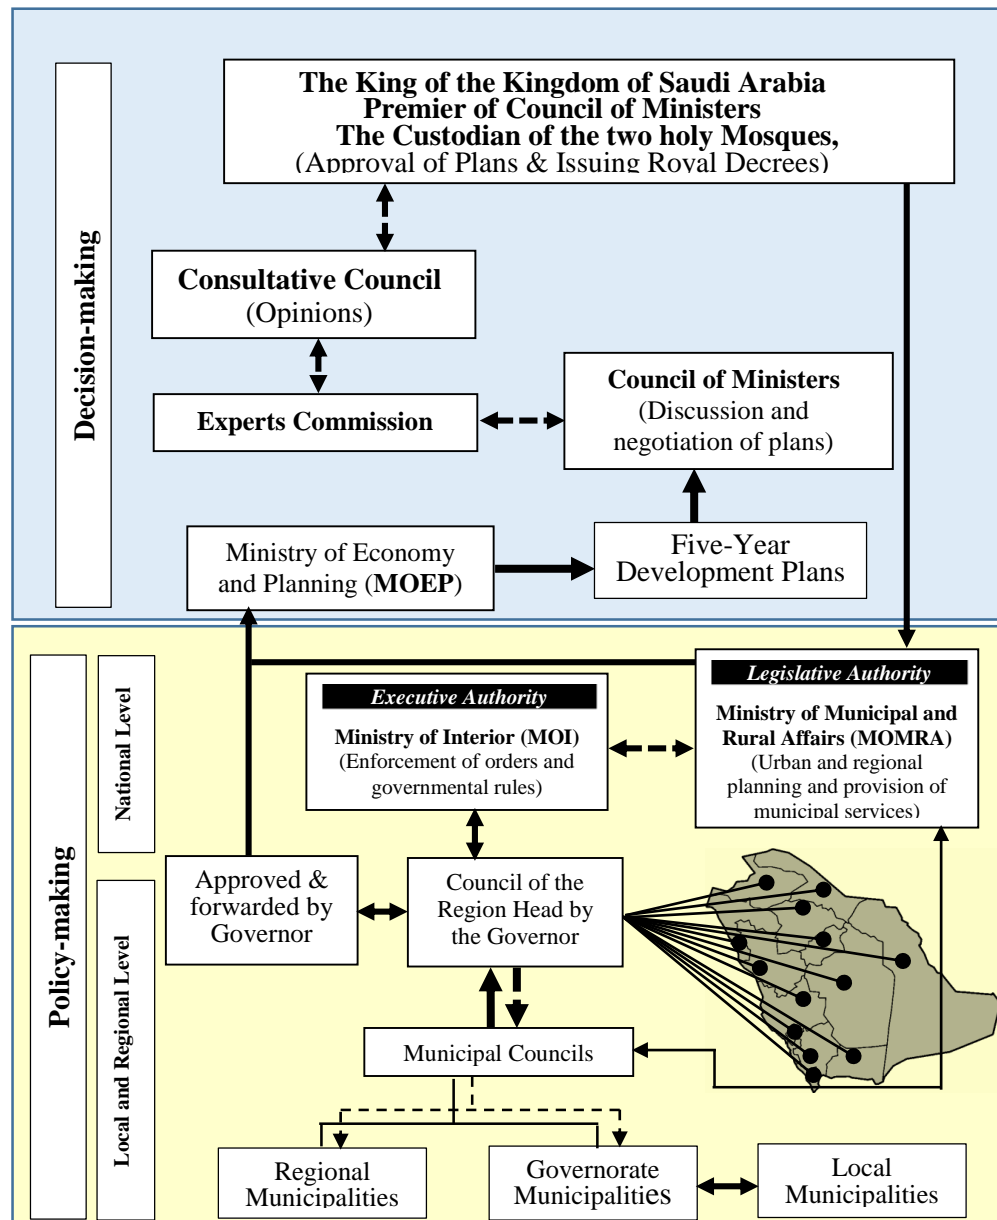 The King of the Kingdom of Saudi Arabia
Premier of Council of Ministers
The Custodian of the two holy Mosques,
(Approval of Plans & Issuing Royal Decrees)
Decision-making
Consultative Council
(Opinions)
Experts Commission
Council of Ministers
(Discussion and
negotiation of plans)
Ministry of Economy
and Planning (MOEP)
Five-Year
Development Plans
Policy-making
National Level
Executive Authority
Ministry of Interior (MOI)
(Enforcement of orders and
governmental rules)
Legislative Authority
Ministry of Municipal and
Rural Affairs (MOMRA)
(Urban and regional
planning and provision of
municipal services)
Local and Regional Level
Approved &
forwarded by
Governor
Council of the
Region Head by
the Governor
Municipal Councils
Regional
Municipalities
Governorate
Municipalities
Local
Municipalities